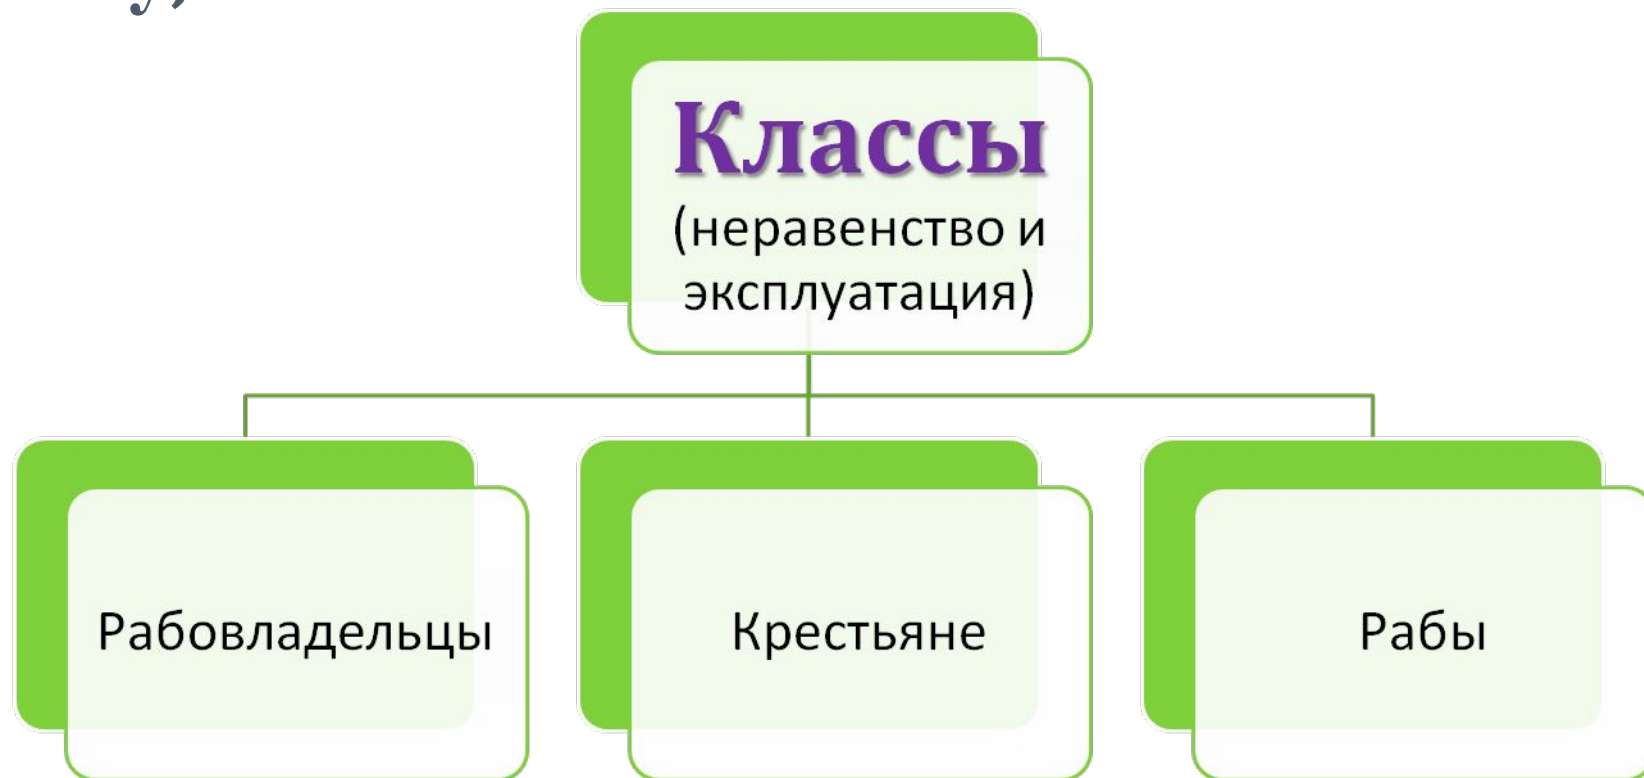 Классы
(неравенство и
эксплуатация)
Рабовладельцы
Крестьяне
Рабы